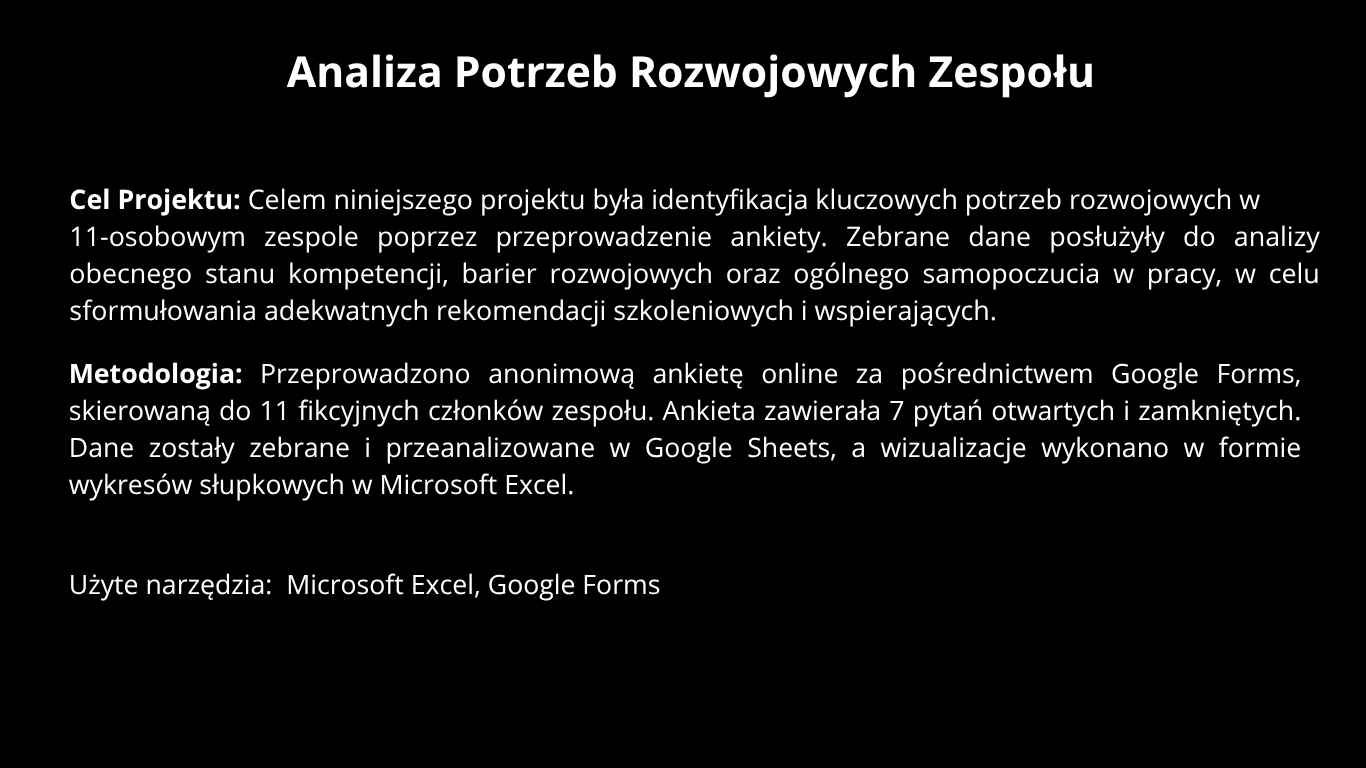 Analiza Potrzeb Rozwojowych Zespołu
Cel Projektu: Celem niniejszego projektu była identyfikacja kluczowych potrzeb rozwojowych w
11-osobowym zespole poprzez przeprowadzenie ankiety. Zebrane dane posłużyły do analizy
obecnego stanu kompetencji, barier rozwojowych oraz ogólnego samopoczucia w pracy, w celu
sformułowania adekwatnych rekomendacji szkoleniowych i wspierających.
Metodologia: Przeprowadzono anonimową ankietę online za pośrednictwem Google Forms,
skierowaną do 11 fikcyjnych członków zespołu. Ankieta zawierała 7 pytań otwartych i zamkniętych.
Dane zostały zebrane i przeanalizowane w Google Sheets, a wizualizacje wykonano w formie
wykresów słupkowych w Microsoft Excel.
Użyte narzędzia: Microsoft Excel, Google Forms